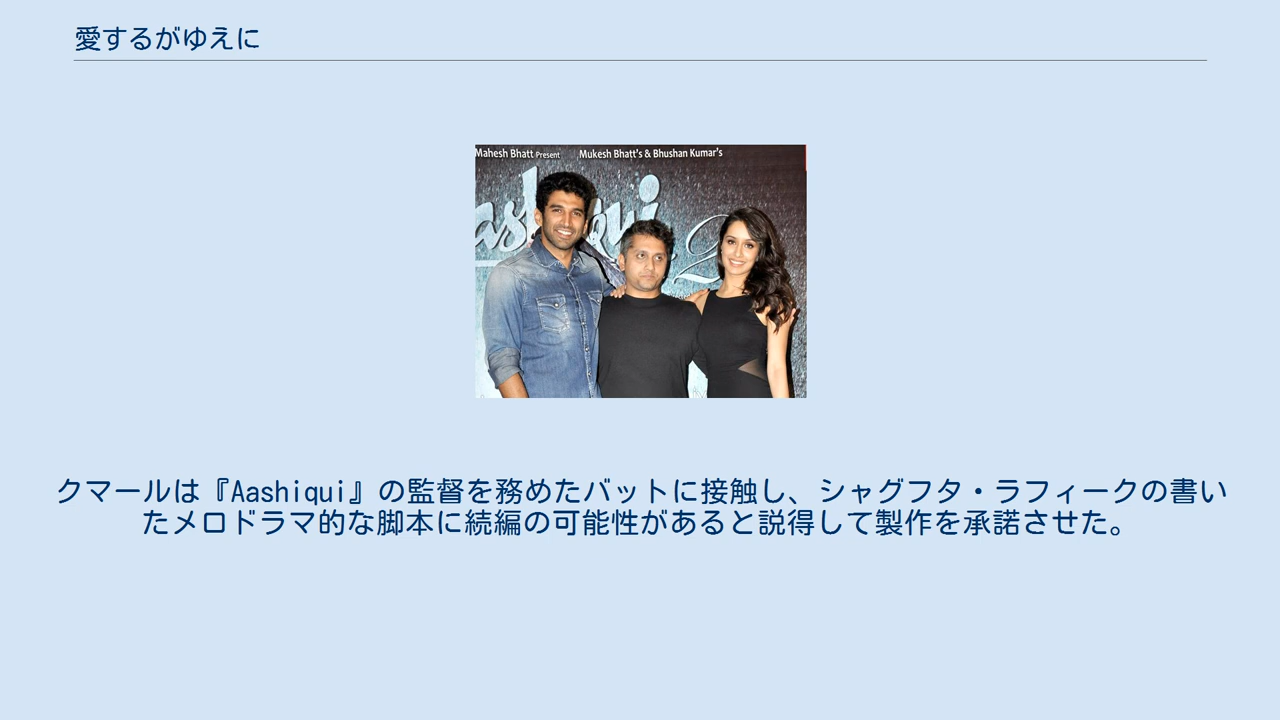 愛するがゆえに
Mahesh Bhatt Present Mukesh Bhatt's & Bhushan Kumar's
aashiqui 2
クマールは『Aashiqui』の監督を務めたバットに接触し、シャグフタ・ラフィークの書い
たメロドラマ的な脚本に続編の可能性があると説得して製作を承諾させた。